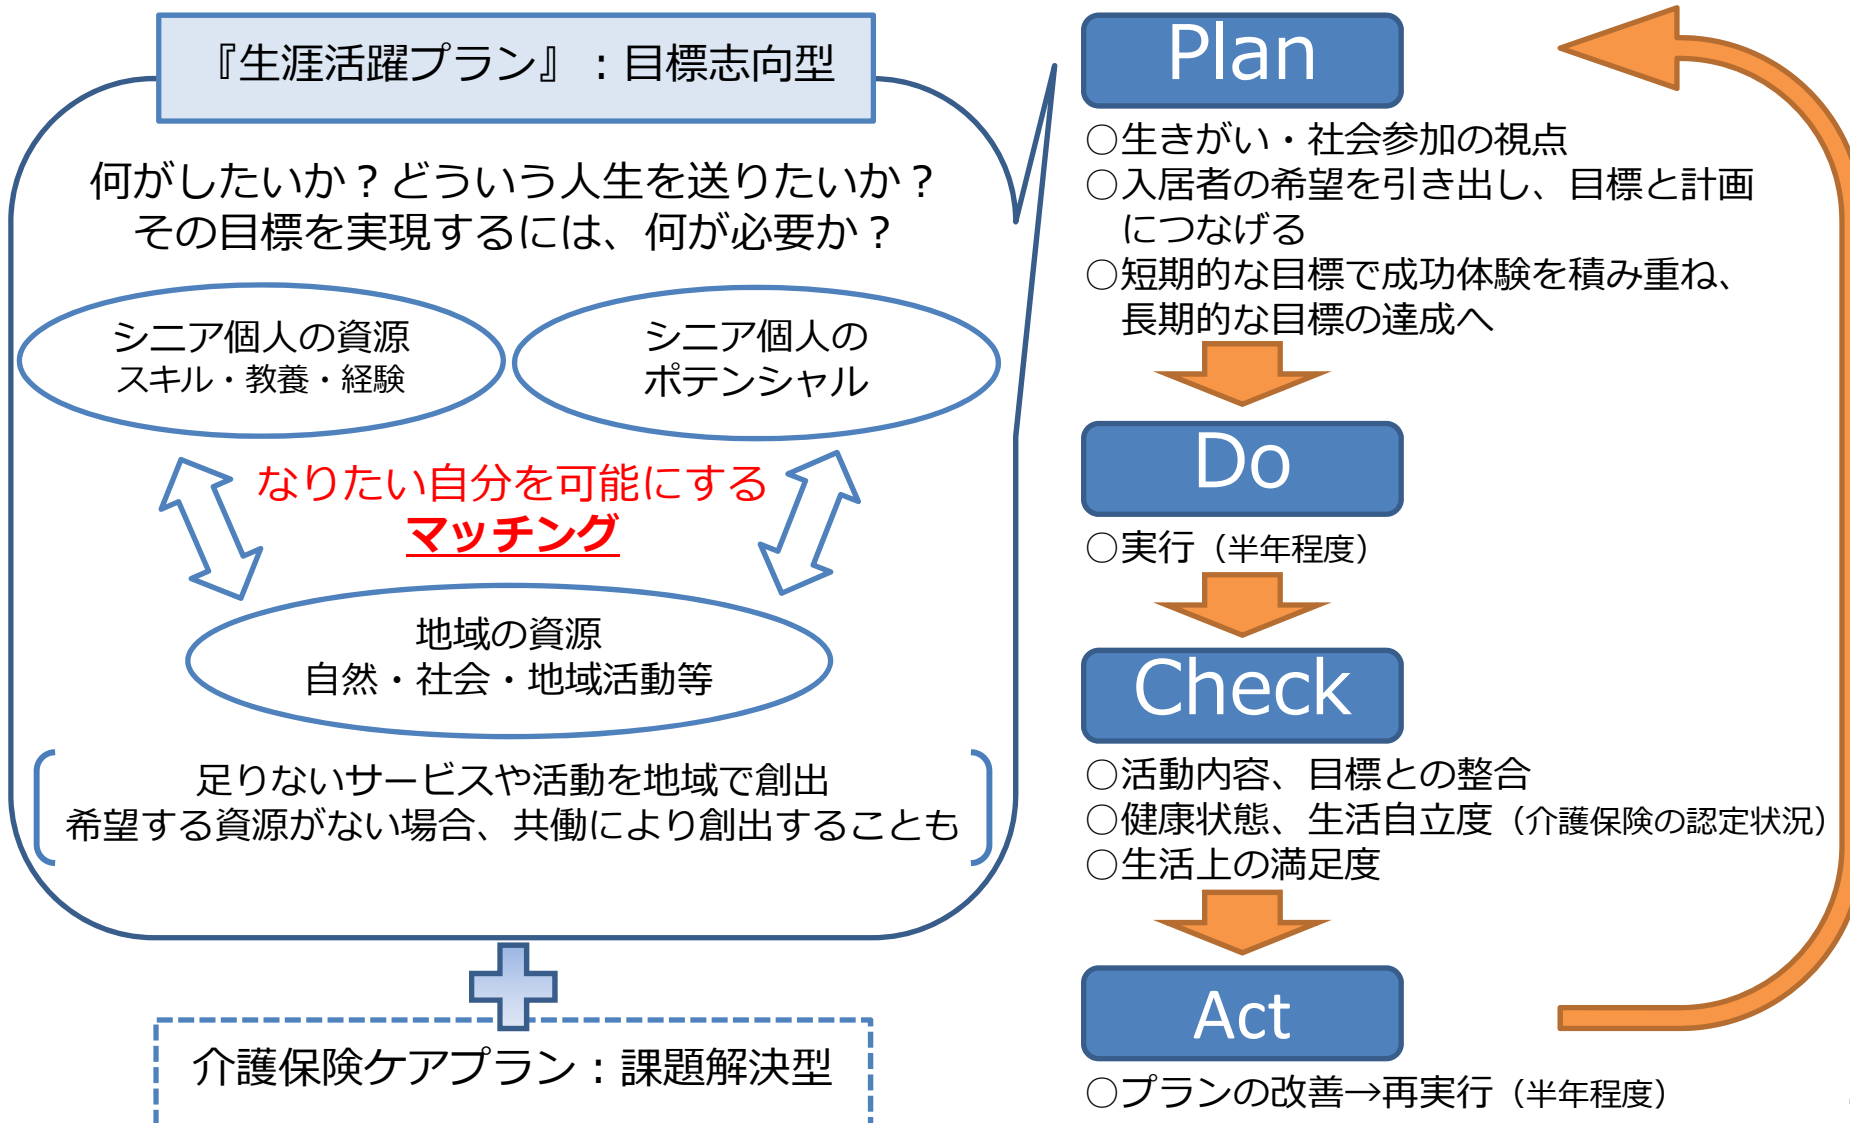 『生涯活躍プラン』：目標志向型
何がしたいか？どういう人生を送りたいか？
その目標を実現するには、何が必要か？
シニア個人の資源
スキル・教養・経験
シニア個人の
ポテンシャル
なりたい自分を可能にする
マッチング
地域の資源
自然・社会・地域活動等
足りないサービスや活動を地域で創出
希望する資源がない場合、共働により創出することも
介護保険ケアプラン：課題解決型
Plan
○生きがい・社会参加の視点
○入居者の希望を引き出し、目標と計画
につなげる
○短期的な目標で成功体験を積み重ね、
長期的な目標の達成へ
Do
○実行（半年程度）
Check
○活動内容、目標との整合
○健康状態、生活自立度（介護保険の認定状況）
○生活上の満足度
Act
○プランの改善→再実行（半年程度）